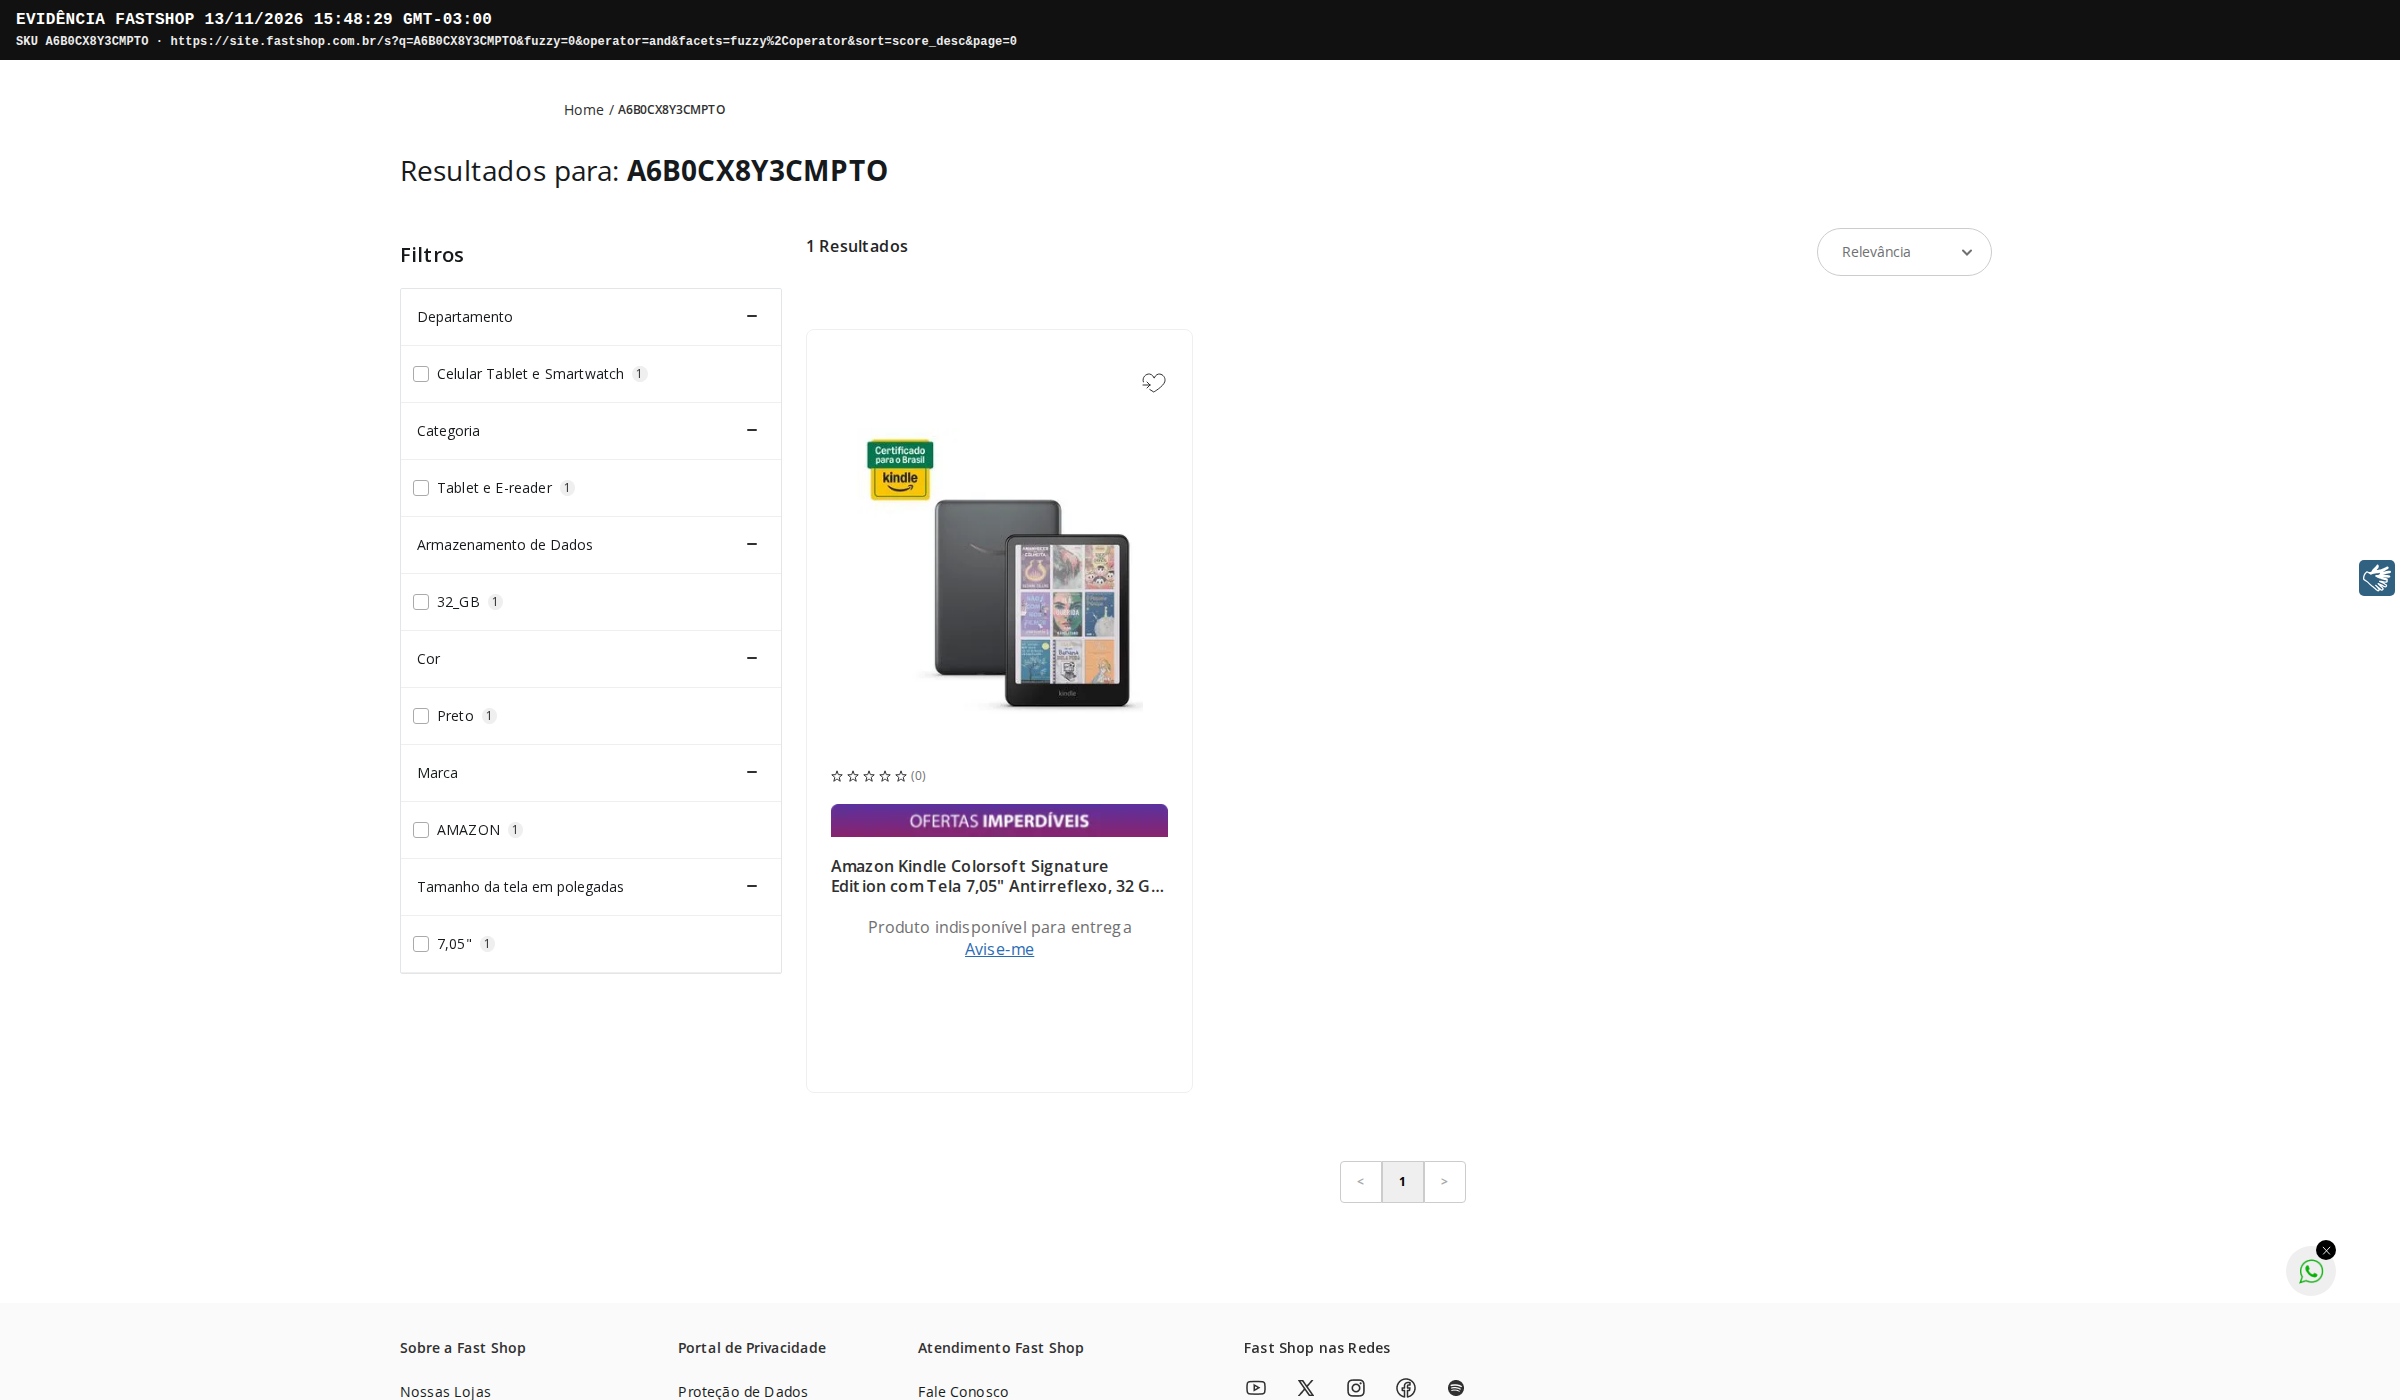 EVIDÊNCIA FASTSHOP 13/11/2026 15:48:29 GMT-03:00
SKU A6B0CX8Y3CMPTO · https://site.fastshop.com.br/s?q=A6B0CX8Y3CMPTO&fuzzy=0&operator=and&facets=fuzzy%2Coperator&sort=score_desc&page=0
Home / A6B0CX8Y3CMPTO
Resultados para: A6B0CX8Y3CMPTO
Filtros
Departamento
Celular Tablet e Smartwatch 1
Categoria
Tablet e E-reader 1
Armazenamento de Dados
32_GB 1
Cor
Preto 1
Marca
AMAZON 1
Tamanho da tela em polegadas
7,05" 1
1 Resultados
Relevância
Certificado
para o Brasil
kindle
kindle
(0)
OFERTAS IMPERDÍVEIS
Amazon Kindle Colorsoft Signature
Edition com Tela 7,05" Antirreflexo, 32 G...
Produto indisponível para entrega
Avise-me
< 1 >
Sobre a Fast Shop
Nossas Lojas
Portal de Privacidade
Proteção de Dados
Atendimento Fast Shop
Fale Conosco
Fast Shop nas Redes